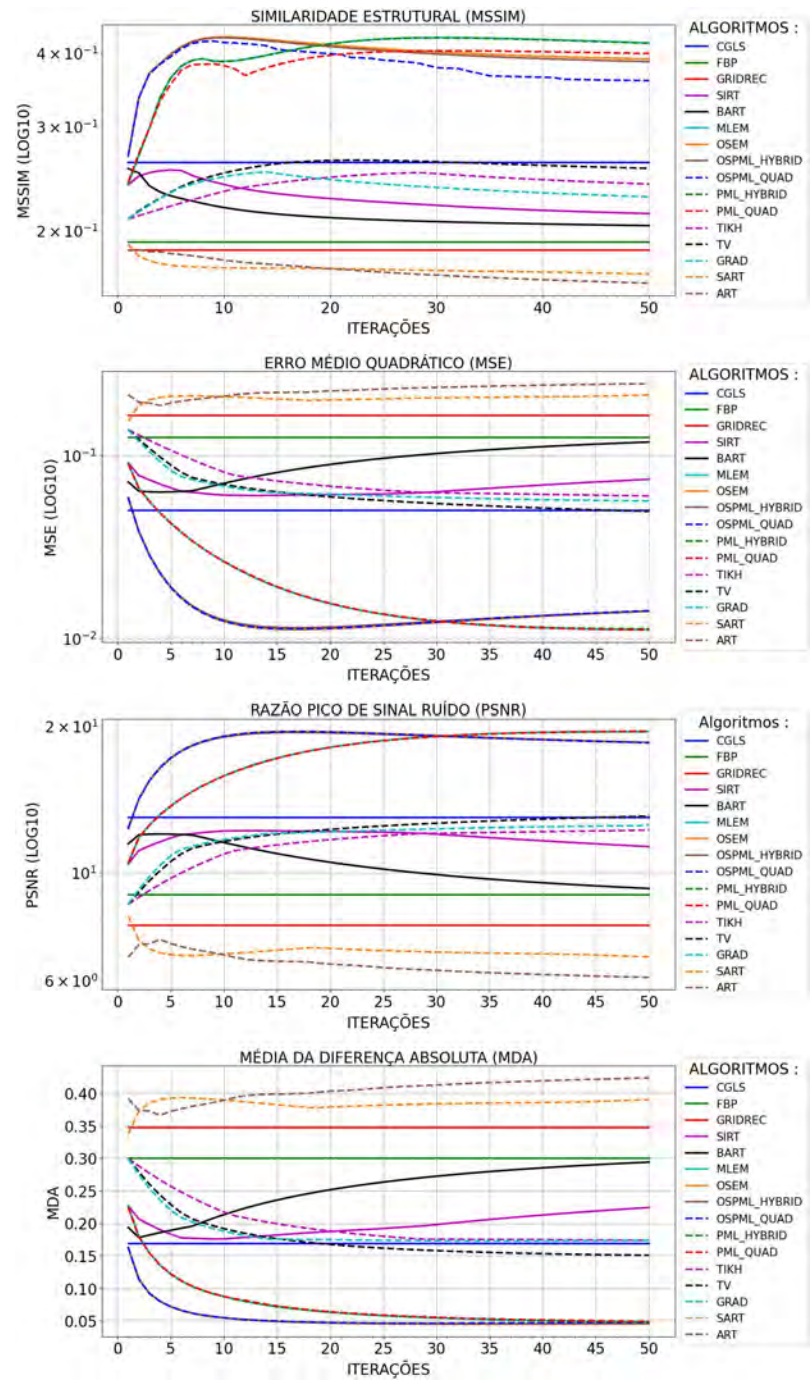 SIMILARIDADE ESTRUTURAL (MSSIM)
MSSIM (LOG10)
4 × 10⁻¹
3 × 10⁻¹
2 × 10⁻¹
0 5 10 15 20 25 30 35 40 45 50
ITERAÇÕES
ALGORITMOS :
CGLS
FBP
GRIDREC
SIRT
BART
MLEM
OSEM
OSPML_HYBRID
OSPML_QUAD
PML_HYBRID
PML_QUAD
TIKH
TV
GRAD
SART
ART
ERRO MÉDIO QUADRÁTICO (MSE)
MSE (LOG10)
10⁻¹
10⁻²
0 5 10 15 20 25 30 35 40 45 50
ITERAÇÕES
ALGORITMOS :
CGLS
FBP
GRIDREC
SIRT
BART
MLEM
OSEM
OSPML_HYBRID
OSPML_QUAD
PML_HYBRID
PML_QUAD
TIKH
TV
GRAD
SART
ART
RAZÃO PICO DE SINAL RUÍDO (PSNR)
PSNR (LOG10)
2 × 10¹
10¹
6 × 10⁰
0 5 10 15 20 25 30 35 40 45 50
ITERAÇÕES
Algoritmos :
CGLS
FBP
GRIDREC
SIRT
BART
MLEM
OSEM
OSPML_HYBRID
OSPML_QUAD
PML_HYBRID
PML_QUAD
TIKH
TV
GRAD
SART
ART
MÉDIA DA DIFERENÇA ABSOLUTA (MDA)
MDA
0.40
0.35
0.30
0.25
0.20
0.15
0.10
0.05
0 5 10 15 20 25 30 35 40 45 50
ITERAÇÕES
ALGORITMOS :
CGLS
FBP
GRIDREC
SIRT
BART
MLEM
OSEM
OSPML_HYBRID
OSPML_QUAD
PML_HYBRID
PML_QUAD
TIKH
TV
GRAD
SART
ART